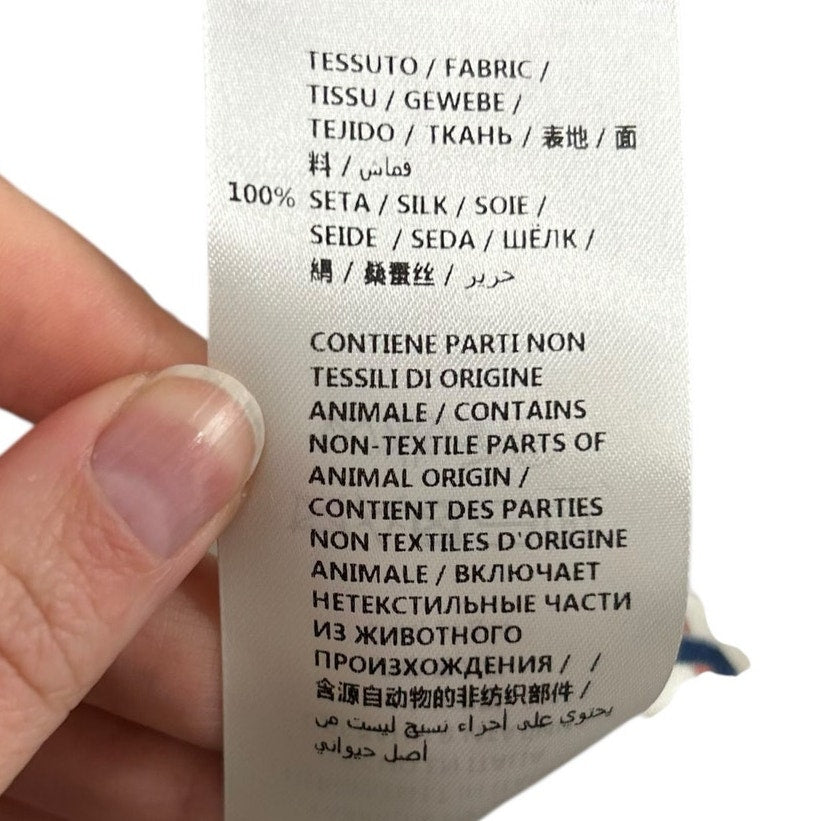 TESSUTO / FABRIC /
TISSU / GEWEBE /
TEJIDO / ТКАНЬ / 表地 / 面
料 / قماش
100% SETA / SILK / SOIE /
SEIDE / SEDA / ШЁЛК /
絹 / 桑蚕丝 / حرير
CONTIENE PARTI NON
TESSILI DI ORIGINE
ANIMALE / CONTAINS
NON-TEXTILE PARTS OF
ANIMAL ORIGIN /
CONTIENT DES PARTIES
NON TEXTILES D'ORIGINE
ANIMALE / ВКЛЮЧАЕТ
НЕТЕКСТИЛЬНЫЕ ЧАСТИ
ИЗ ЖИВОТНОГО
ПРОИЗХОЖДЕНИЯ / /
含源自动物的非纺织部件 /
يحتوي على أجزاء نسيج ليست من
أصل حيواني